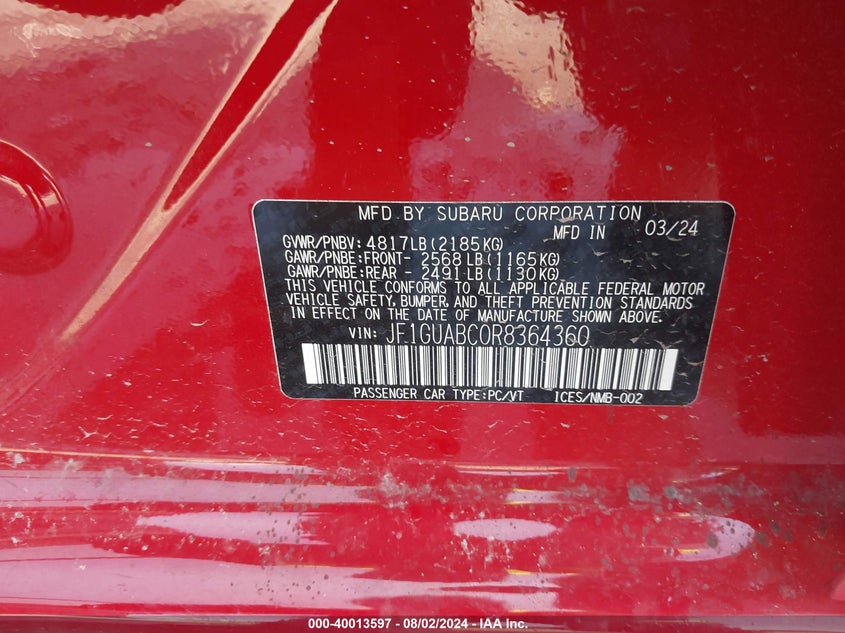 MFD BY SUBARU CORPORATION
MFD IN 03/24
GVWR/PNBV: 4817LB (2185KG)
GAWR/PNBE:FRONT- 2568LB (1165KG)
GAWR/PNBE:REAR - 2491LB (1130KG)
THIS VEHICLE CONFORMS TO ALL APPLICABLE FEDERAL MOTOR
VEHICLE SAFETY, BUMPER, AND THEFT PREVENTION STANDARDS
IN EFFECT ON THE DATE OF MANUFACTURE SHOWN ABOVE.
VIN: JF1GUABC0R8364360
PASSENGER CAR TYPE:PC/VT ICES/NMB-002
000-40013597 - 08/02/2024 - IAA Inc.